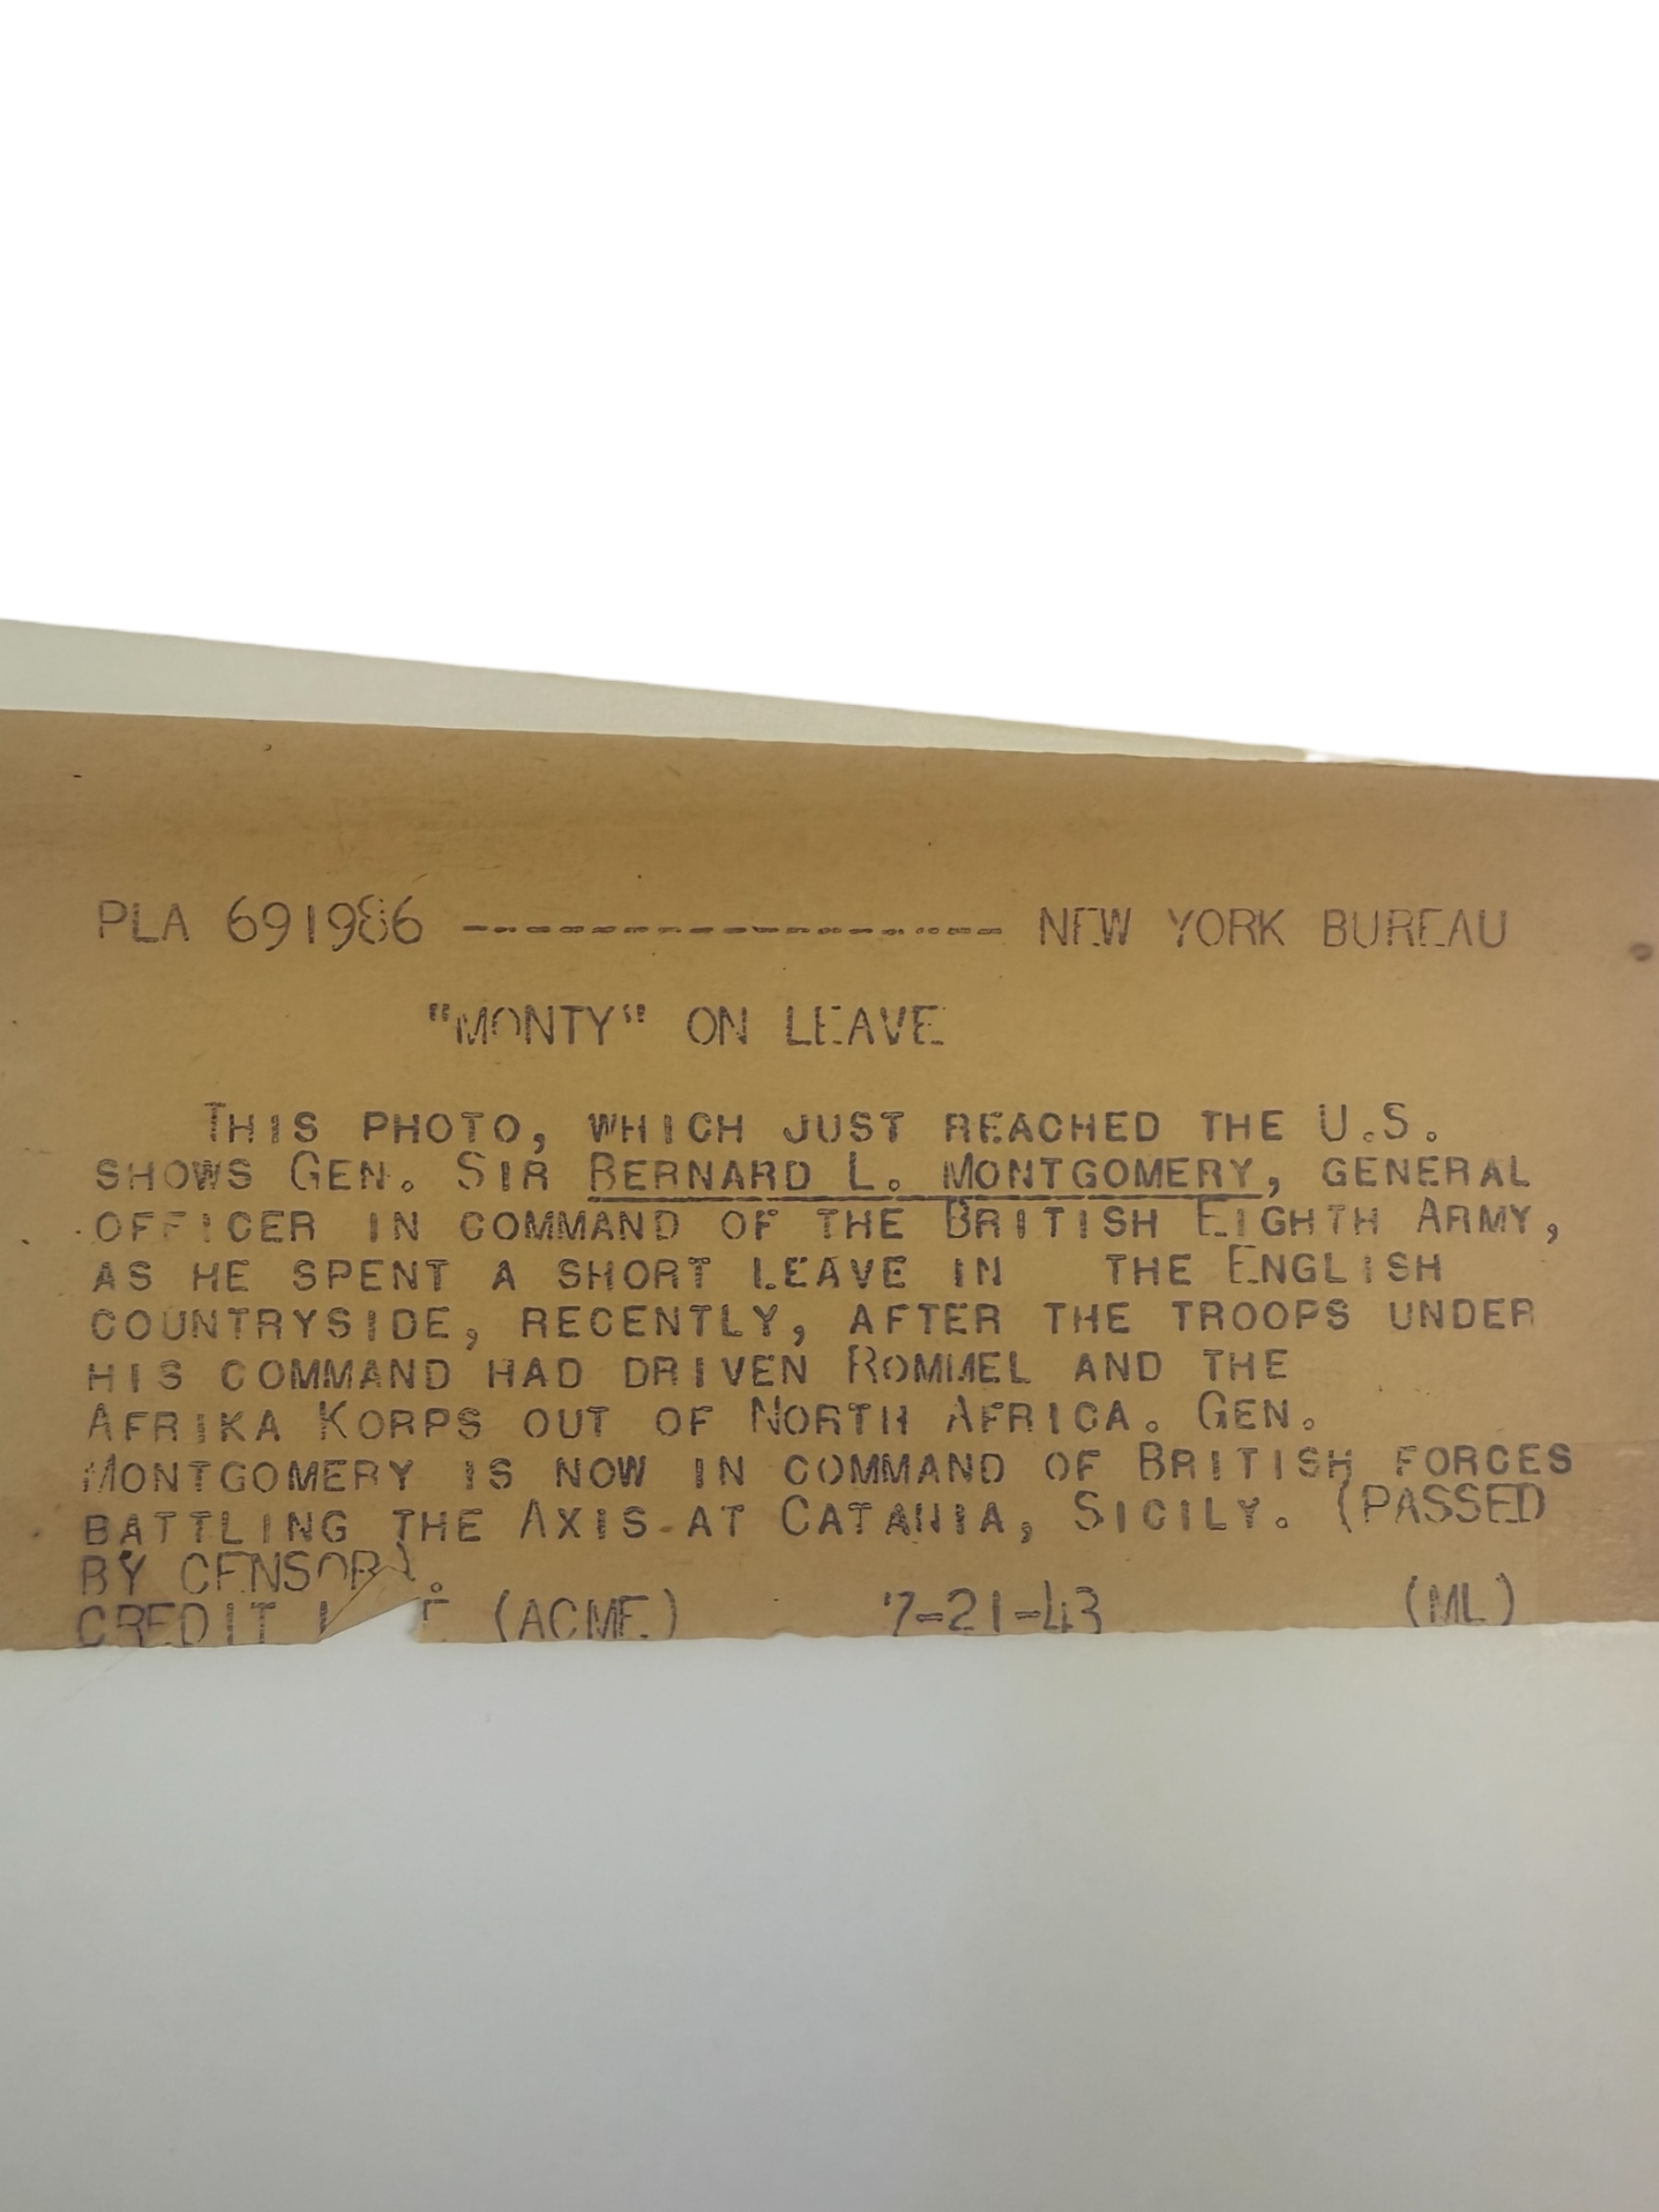 PLA 691986 ------------------- NEW YORK BUREAU
"MONTY" ON LEAVE
THIS PHOTO, WHICH JUST REACHED THE U.S.
SHOWS GEN. SIR BERNARD L. MONTGOMERY, GENERAL
OFFICER IN COMMAND OF THE BRITISH EIGHTH ARMY,
AS HE SPENT A SHORT LEAVE IN THE ENGLISH
COUNTRYSIDE, RECENTLY, AFTER THE TROOPS UNDER
HIS COMMAND HAD DRIVEN ROMMEL AND THE
AFRIKA KORPS OUT OF NORTH AFRICA. GEN.
MONTGOMERY IS NOW IN COMMAND OF BRITISH FORCES
BATTLING THE AXIS AT CATANIA, SICILY. (PASSED
BY CENSOR).
CREDIT (ACME) 7-21-43 (ML)